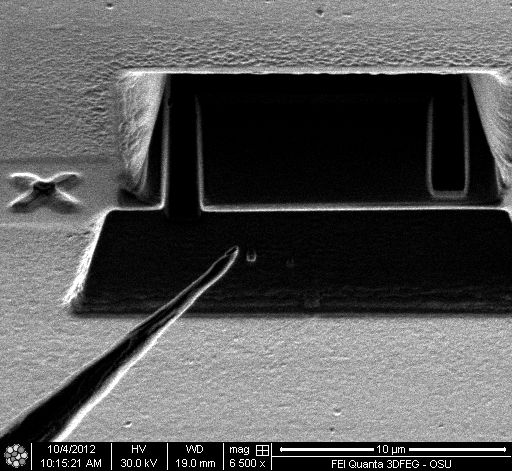 10/4/2012 HV WD mag 10 µm
10:15:21 AM 30.0 kV 19.0 mm 6 500 x FEI Quanta 3DFEG - OSU